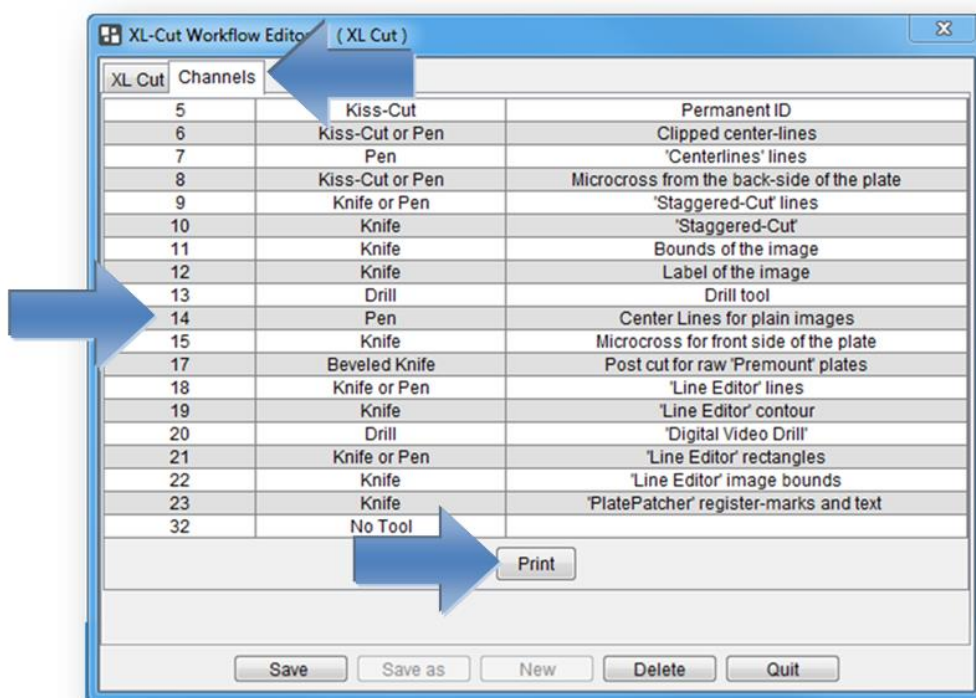 XL-Cut Workflow Edito ( XL Cut )
XL Cut Channels
5 Kiss-Cut Permanent ID
6 Kiss-Cut or Pen Clipped center-lines
7 Pen 'Centerlines' lines
8 Kiss-Cut or Pen Microcross from the back-side of the plate
9 Knife or Pen 'Staggered-Cut' lines
10 Knife 'Staggered-Cut'
11 Knife Bounds of the image
12 Knife Label of the image
13 Drill Drill tool
14 Pen Center Lines for plain images
15 Knife Microcross for front side of the plate
17 Beveled Knife Post cut for raw 'Premount' plates
18 Knife or Pen 'Line Editor' lines
19 Knife 'Line Editor' contour
20 Drill 'Digital Video Drill'
21 Knife or Pen 'Line Editor' rectangles
22 Knife 'Line Editor' image bounds
23 Knife 'PlatePatcher' register-marks and text
32 No Tool
Print
Save Save as New Delete Quit